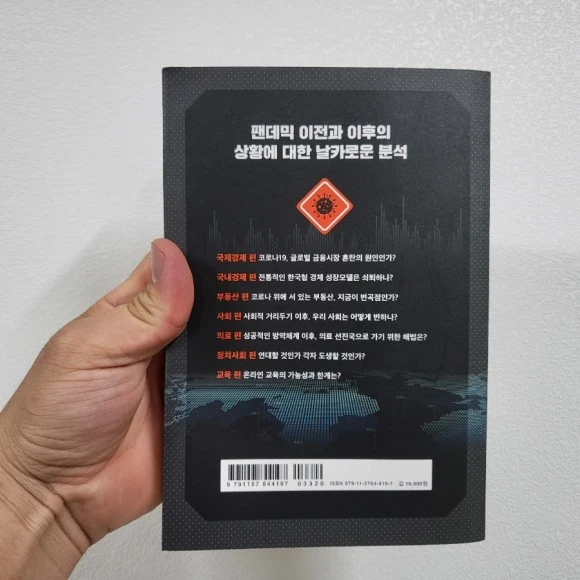 팬데믹 이전과 이후의
상황에 대한 날카로운 분석
국제경제 편 코로나19, 글로벌 금융시장 혼란의 원인인가?
국내경제 편 전통적인 한국형 경제 성장모델은 쇠퇴하나?
부동산 편 코로나 위에 서 있는 부동산, 지금이 변곡점인가?
사회 편 사회적 거리두기 이후, 우리 사회는 어떻게 변하나?
의료 편 성공적인 방역체계 이후, 의료 선진국으로 가기 위한 해법은?
정치사회 편 연대할 것인가 각자 도생할 것인가?
교육 편 온라인 교육의 가능성과 한계는?
9 791157 844197 03320 ISBN 979-11-5784-419-7 값 16,000원